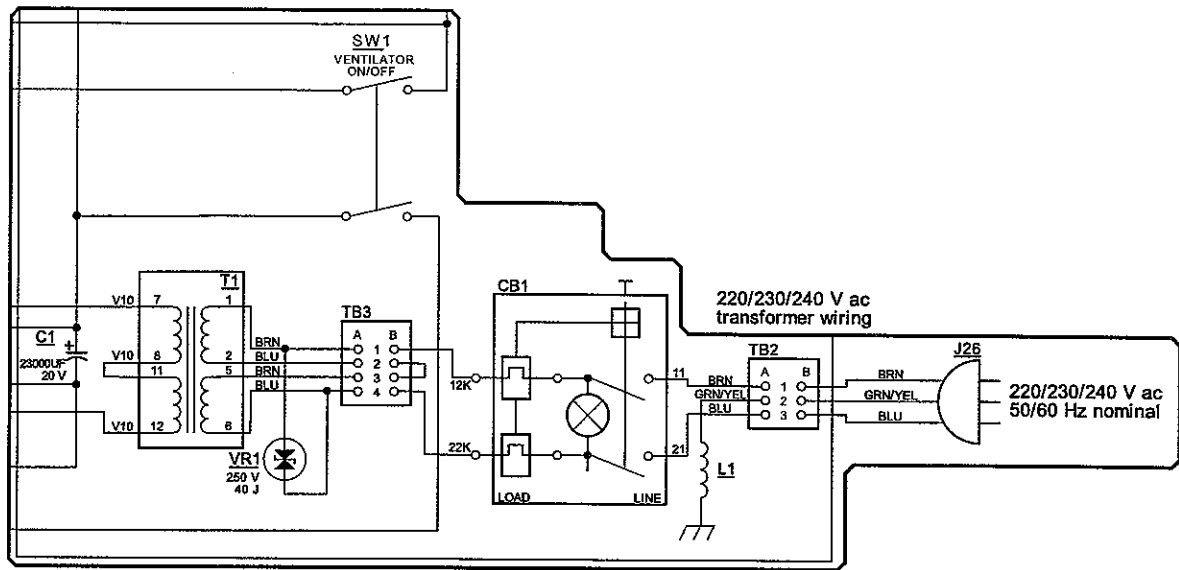 SW1
VENTILATOR
ON/OFF
T1
V10 7
1
C1
+
23000UF
20 V
V10 8
11
V10 12
2
5
6
BRN
BLU
BRN
BLU
VR1
250 V
40 J
TB3
A B
1
2
3
4
12K
22K
CB1
LOAD LINE
11
21
BRN
GRN/YEL
BLU
L1
220/230/240 V ac
transformer wiring
TB2
A B
1
2
3
BRN
GRN/YEL
BLU
J26
220/230/240 V ac
50/60 Hz nominal